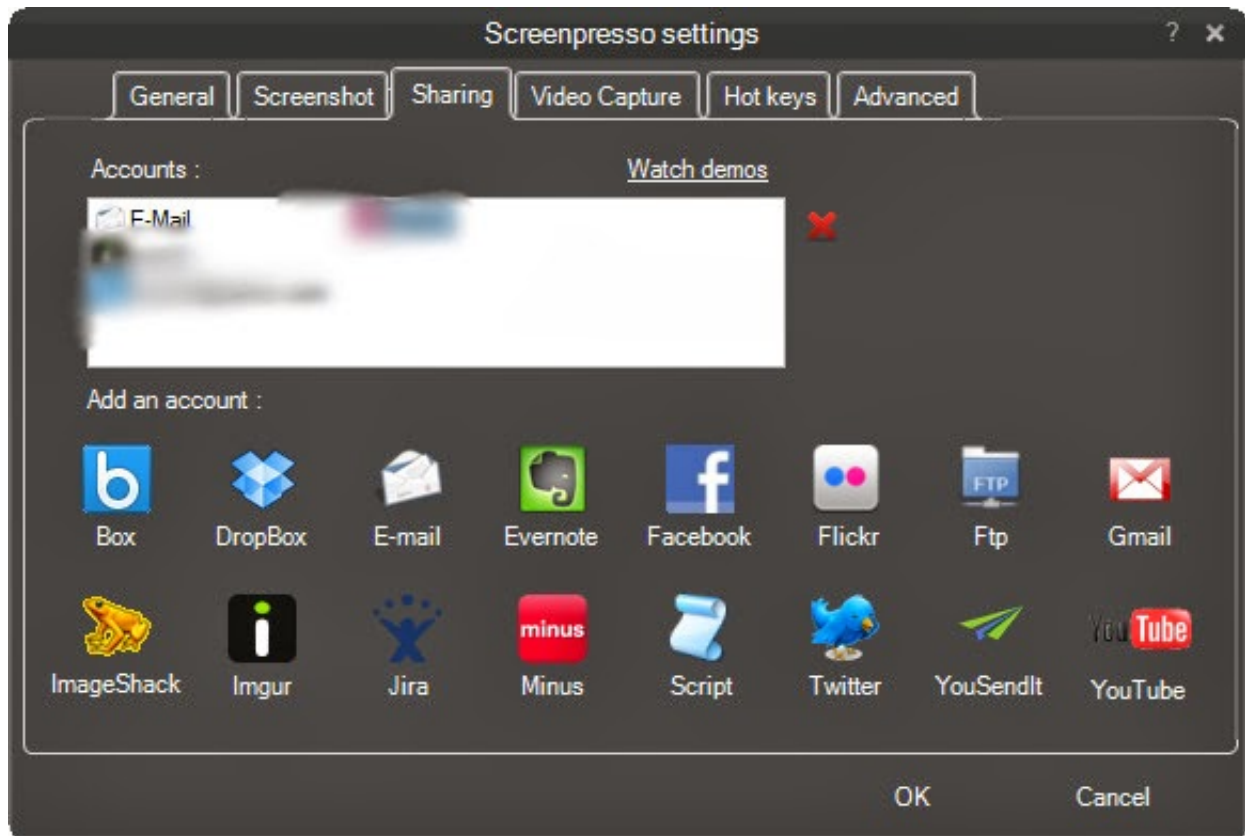 Screenpresso settings ?
General Screenshot Sharing Video Capture Hot keys Advanced
Accounts : Watch demos
E-Mail
Add an account :
b f FTP
Box DropBox E-mail Evernote Facebook Flickr Ftp Gmail
i minus You Tube
ImageShack Imgur Jira Minus Script Twitter YouSendIt YouTube
OK Cancel